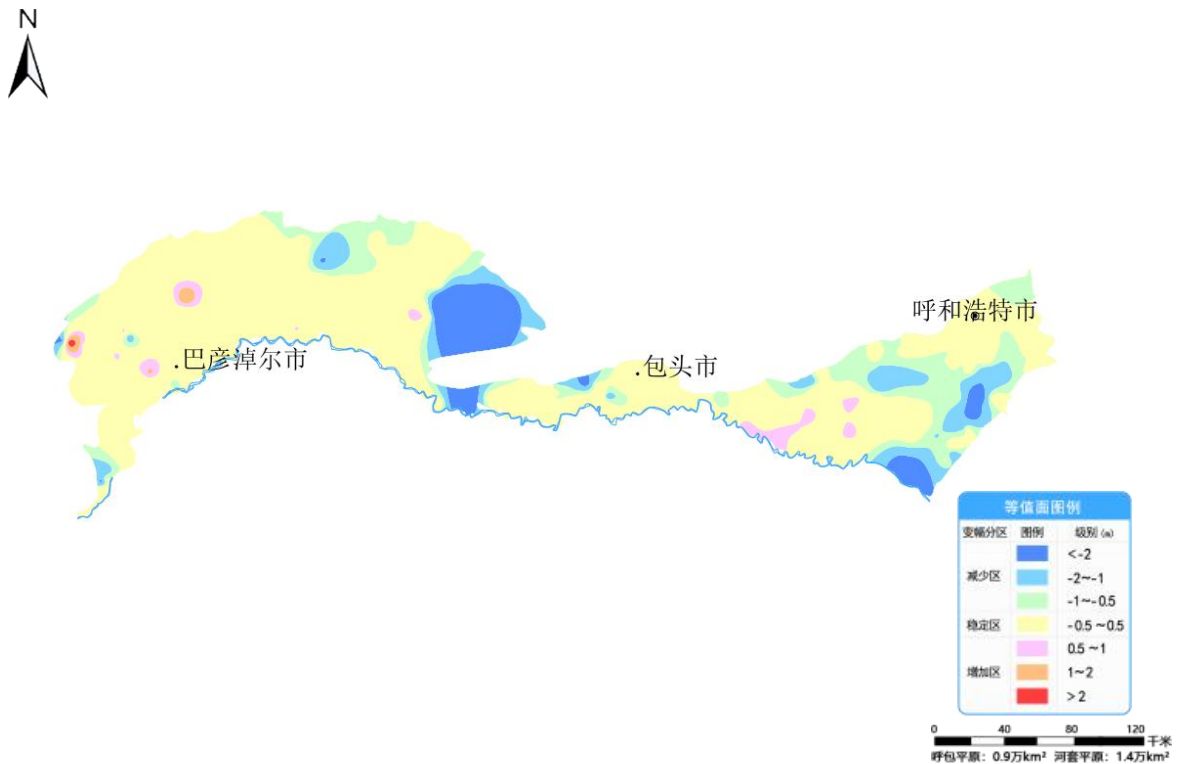 N
呼和浩特市
巴彦淖尔市
包头市
等值面图例
变幅分区 图例 级别 (m)
<-2
减少区 -2~-1
-1~-0.5
稳定区 -0.5~0.5
0.5~1
增加区 1~2
>2
0 40 80 120
千米
呼包平原：0.9万km² 河套平原：1.4万km²